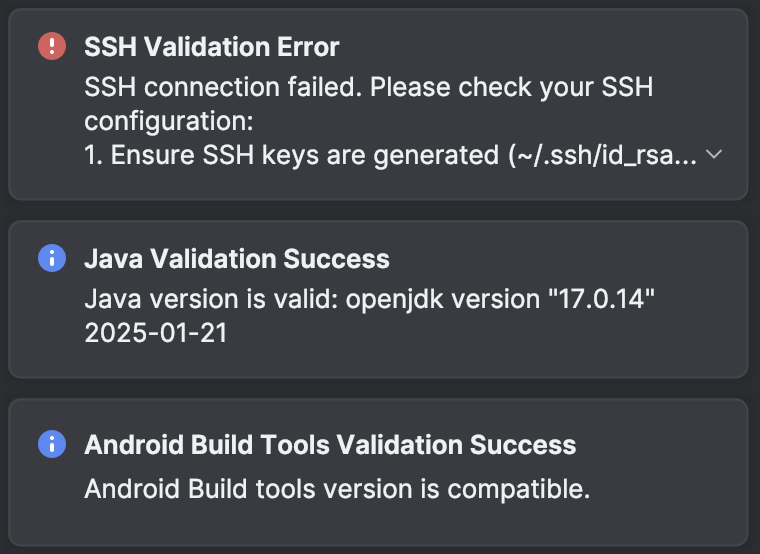 SSH Validation Error
SSH connection failed. Please check your SSH
configuration:
1. Ensure SSH keys are generated (~/.ssh/id_rsa...
Java Validation Success
Java version is valid: openjdk version "17.0.14"
2025-01-21
Android Build Tools Validation Success
Android Build tools version is compatible.